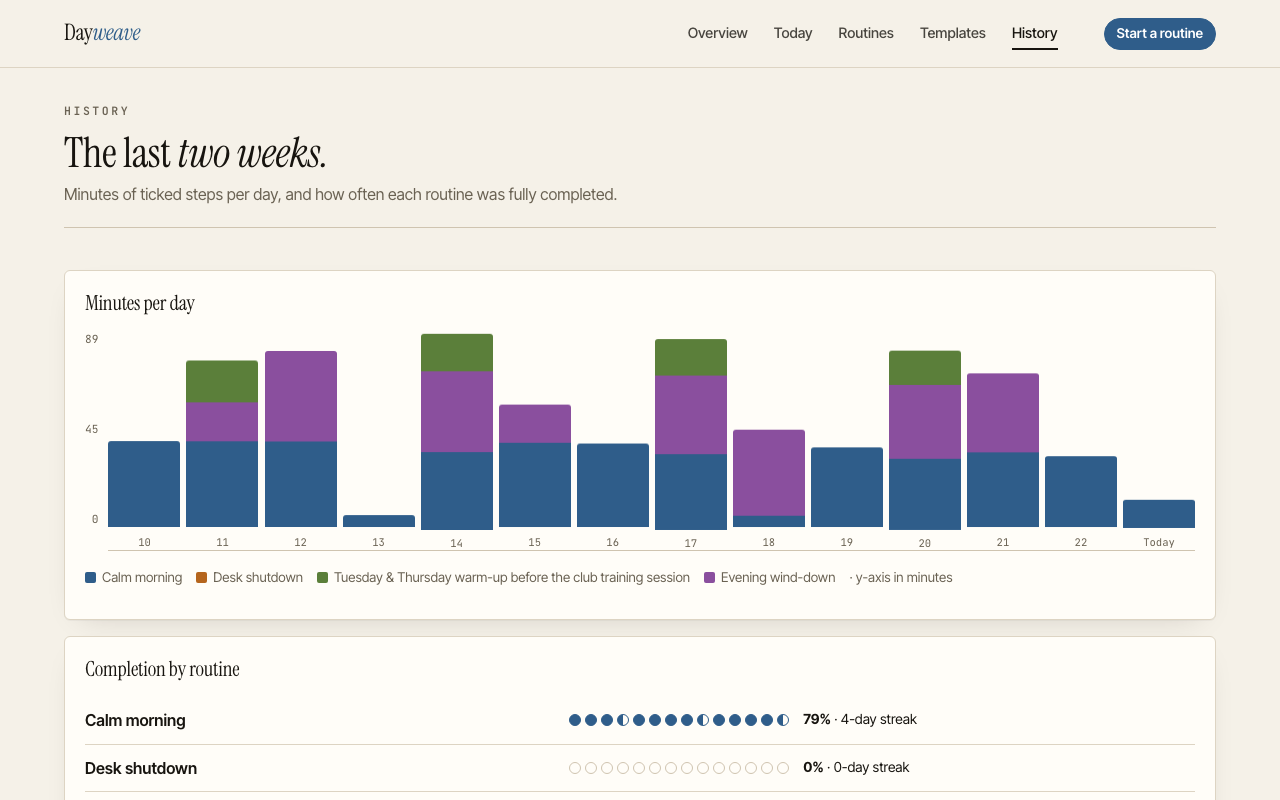 Dayweave
Overview Today Routines Templates History Start a routine
HISTORY
The last two weeks.
Minutes of ticked steps per day, and how often each routine was fully completed.
Minutes per day
89
45
0
10 11 12 13 14 15 16 17 18 19 20 21 22 Today
Calm morning Desk shutdown Tuesday & Thursday warm-up before the club training session Evening wind-down · y-axis in minutes
Completion by routine
Calm morning 79% · 4-day streak
Desk shutdown 0% · 0-day streak